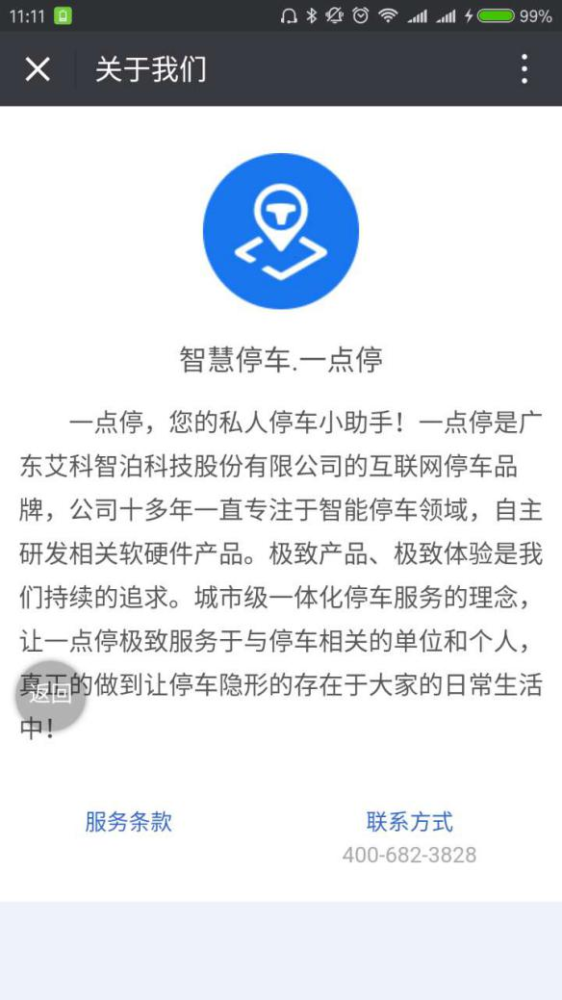 11:11
99%
关于我们
智慧停车.一点停
一点停，您的私人停车小助手！一点停是广
东艾科智泊科技股份有限公司的互联网停车品
牌，公司十多年一直专注于智能停车领域，自主
研发相关软硬件产品。极致产品、极致体验是我
们持续的追求。城市级一体化停车服务的理念，
让一点停极致服务于与停车相关的单位和个人，
真正的做到让停车隐形的存在于大家的日常生活
返回
中！
服务条款
联系方式
400-682-3828